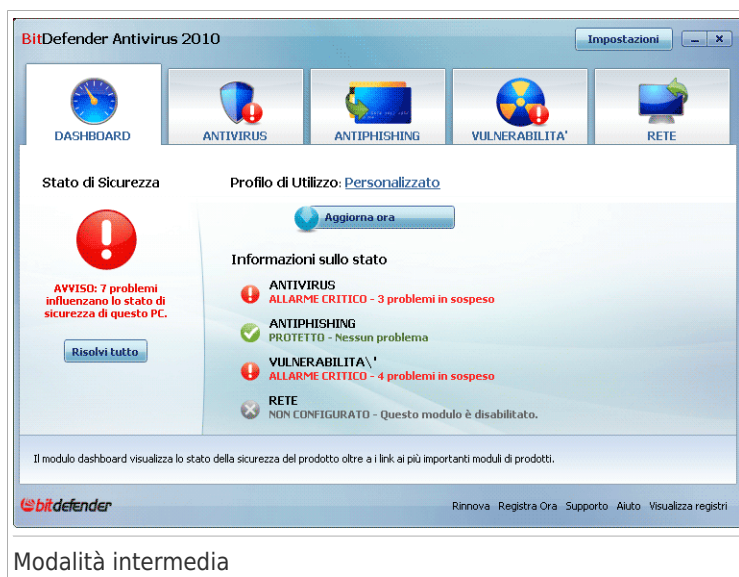 BitDefender Antivirus 2010
Impostazioni
DASHBOARD
ANTIVIRUS
ANTIPHISHING
VULNERABILITA'
RETE
Stato di Sicurezza
AVVISO: 7 problemi
influenzano lo stato di
sicurezza di questo PC.
Risolvi tutto
Profilo di Utilizzo: Personalizzato
Aggiorna ora
Informazioni sullo stato
ANTIVIRUS
ALLARME CRITICO - 3 problemi in sospeso
ANTIPHISHING
PROTETTO - Nessun problema
VULNERABILITA\'
ALLARME CRITICO - 4 problemi in sospeso
RETE
NON CONFIGURATO - Questo modulo è disabilitato.
Il modulo dashboard visualizza lo stato della sicurezza del prodotto oltre a i link ai più importanti moduli di prodotti.
bitdefender
Rinnova Registra Ora Supporto Aiuto Visualizza registri
Modalità intermedia